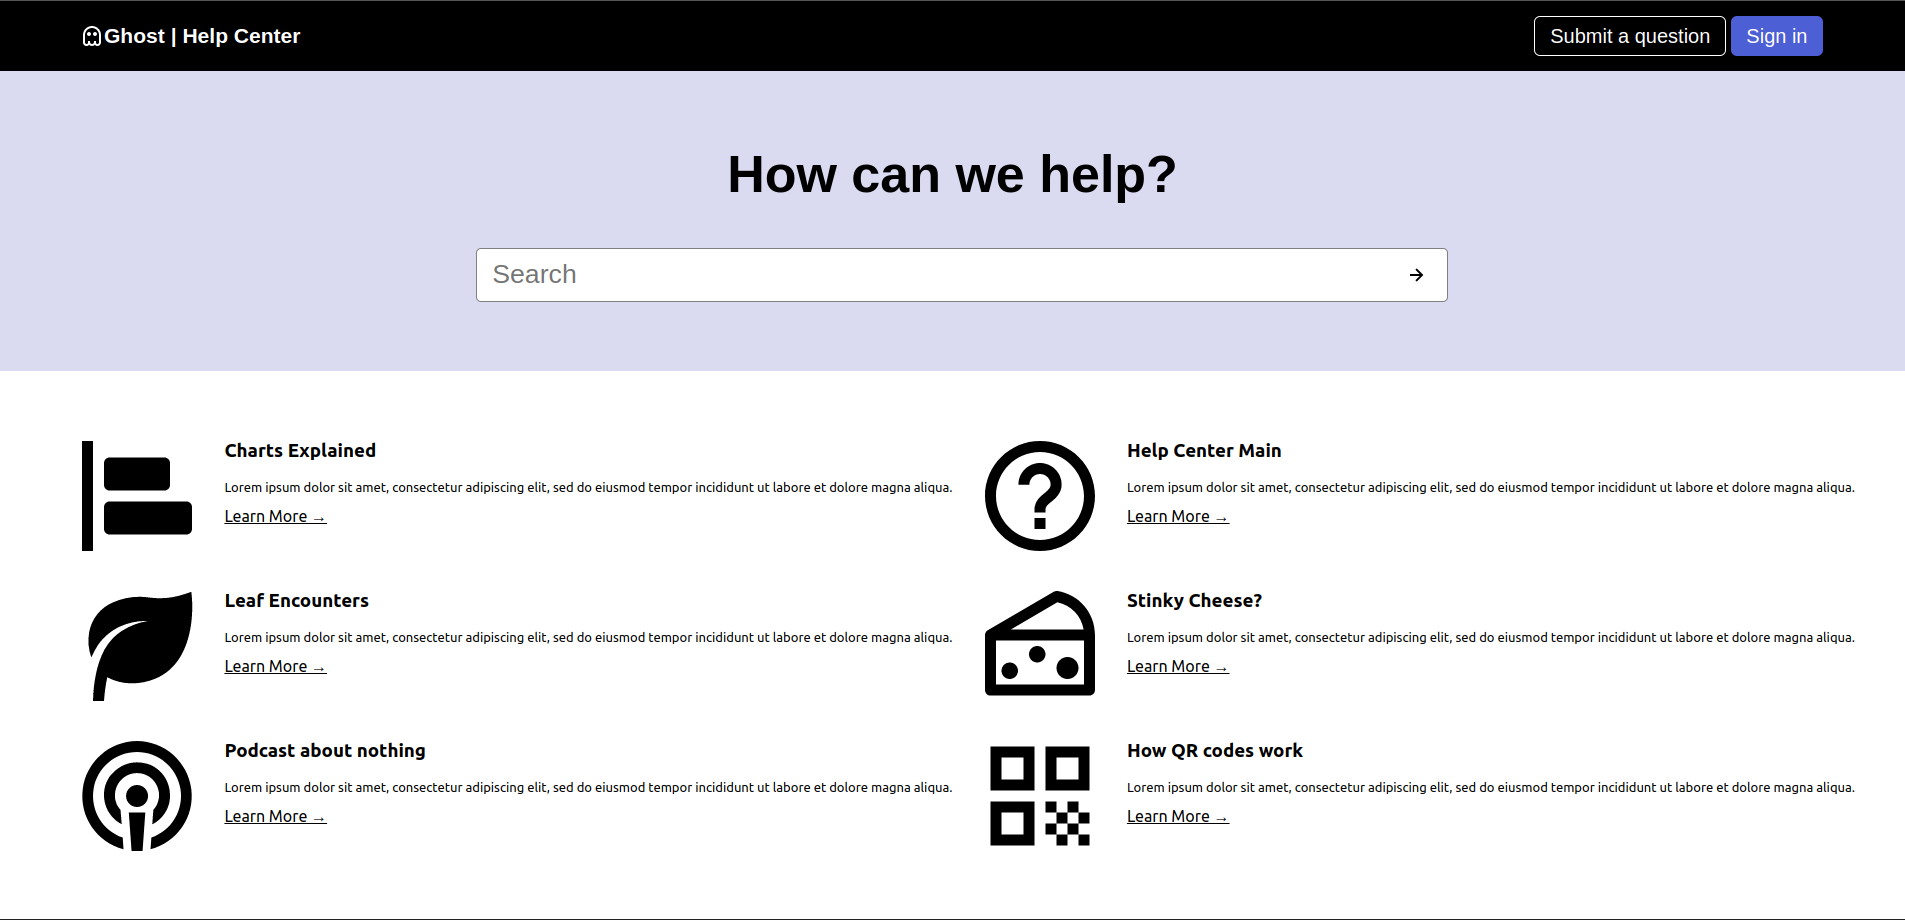 Ghost | Help Center
Submit a question
Sign in
How can we help?
Search →
Charts Explained
Lorem ipsum dolor sit amet, consectetur adipiscing elit, sed do eiusmod tempor incididunt ut labore et dolore magna aliqua.
Learn More →
Help Center Main
Lorem ipsum dolor sit amet, consectetur adipiscing elit, sed do eiusmod tempor incididunt ut labore et dolore magna aliqua.
Learn More →
Leaf Encounters
Lorem ipsum dolor sit amet, consectetur adipiscing elit, sed do eiusmod tempor incididunt ut labore et dolore magna aliqua.
Learn More →
Stinky Cheese?
Lorem ipsum dolor sit amet, consectetur adipiscing elit, sed do eiusmod tempor incididunt ut labore et dolore magna aliqua.
Learn More →
Podcast about nothing
Lorem ipsum dolor sit amet, consectetur adipiscing elit, sed do eiusmod tempor incididunt ut labore et dolore magna aliqua.
Learn More →
How QR codes work
Lorem ipsum dolor sit amet, consectetur adipiscing elit, sed do eiusmod tempor incididunt ut labore et dolore magna aliqua.
Learn More →